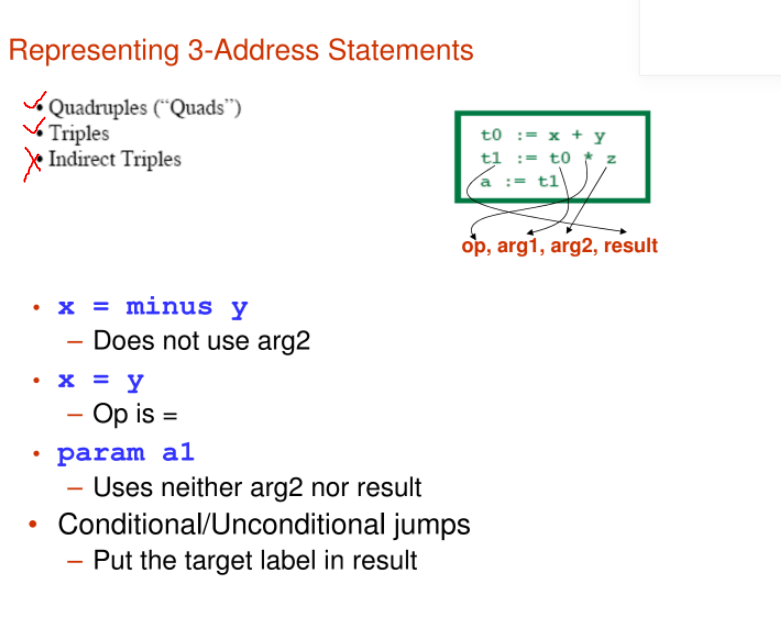 Representing 3-Address Statements
• Quadruples (“Quads”)
• Triples
• Indirect Triples
t0 := x + y
t1 := t0 * z
a := t1
op, arg1, arg2, result
• x = minus y
– Does not use arg2
• x = y
– Op is =
• param a1
– Uses neither arg2 nor result
• Conditional/Unconditional jumps
– Put the target label in result